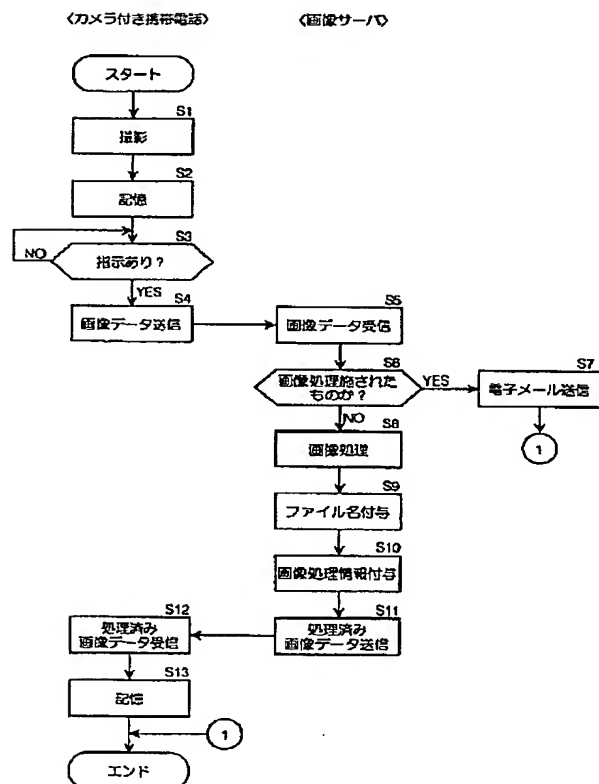 〈カメラ付き携帯電話〉
〈画像サーバ〉
スタート
S1
撮影
S2
記憶
S3
指示あり？
NO
YES
S4
画像データ送信
S5
画像データ受信
S6
画像処理施された
ものか？
YES
NO
S7
電子メール送信
1
S8
画像処理
S9
ファイル名付与
S10
画像処理情報付与
S11
処理済み
画像データ送信
S12
処理済み
画像データ受信
S13
記憶
1
エンド